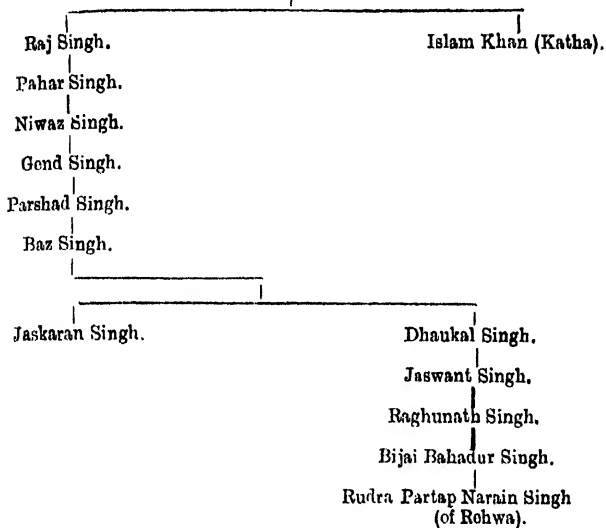 Raj Singh. Islam Khan (Katha).
Pahar Singh.
Niwaz Singh.
Gond Singh.
Parshad Singh.
Baz Singh.
Jaskaran Singh. Dhaukal Singh.
Jaswant Singh.
Raghunath Singh.
Bijai Bahadur Singh.
Rudra Partap Narain Singh
(of Rohwa).